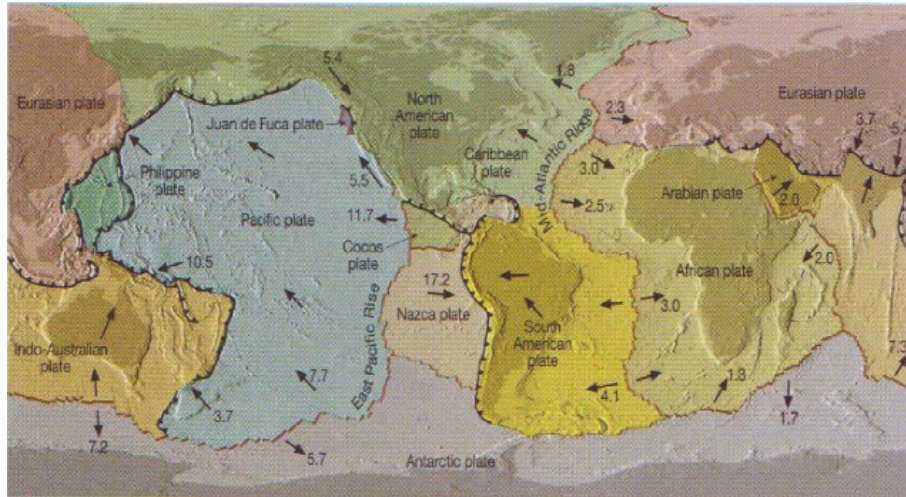 5.4
1.8
Eurasian plate
North
American
plate
2.3
Eurasian plate
3.7
Juan de Fuca plate
Caribbean
plate
Mid-Atlantic Ridge
Philippine
plate
5.5
3.0
Arabian plate
2.0
Pacific plate
11.7
2.5
Cocos
plate
10.5
17.2
African plate
2.0
Nazca plate
3.0
South
American
plate
Indo-Australian
plate
East Pacific Rise
7.7
7.3
1.3
3.7
4.1
1.7
7.2
5.7
Antarctic plate